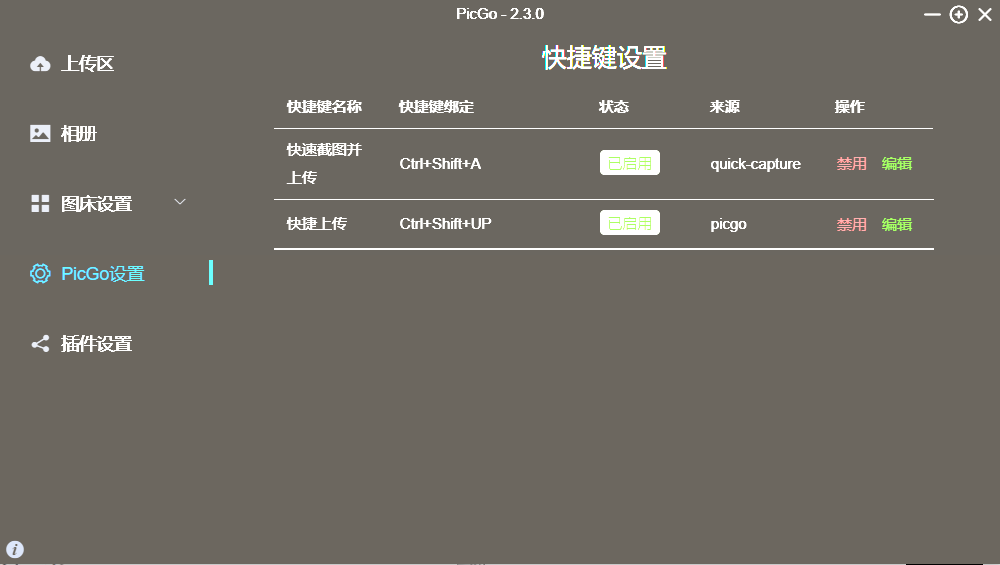 PicGo - 2.3.0
上传区
相册
图床设置
PicGo设置
插件设置
快捷键设置
快捷键名称 快捷键绑定 状态 来源 操作
快速截图并
上传
Ctrl+Shift+A 已启用 quick-capture 禁用 编辑
快捷上传 Ctrl+Shift+UP 已启用 picgo 禁用 编辑